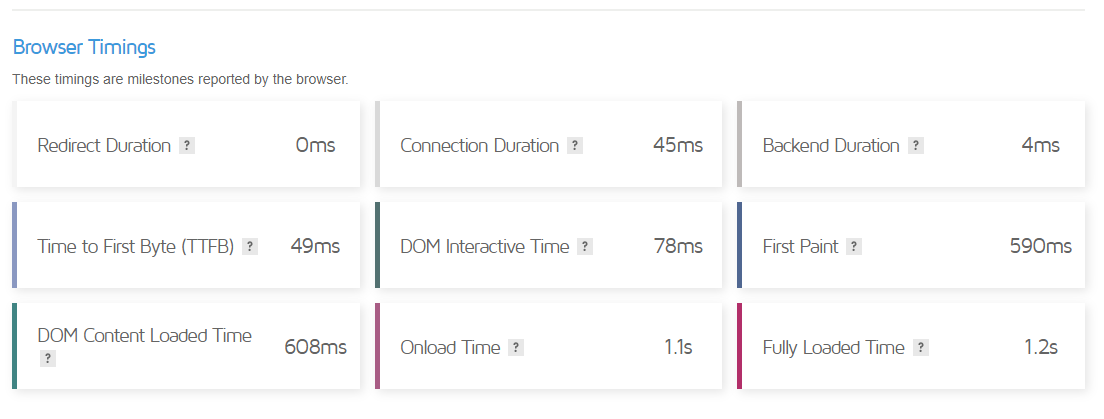 Browser Timings
These timings are milestones reported by the browser.
Redirect Duration ? 0ms
Connection Duration ? 45ms
Backend Duration ? 4ms
Time to First Byte (TTFB) ? 49ms
DOM Interactive Time ? 78ms
First Paint ? 590ms
DOM Content Loaded Time
? 608ms
Onload Time ? 1.1s
Fully Loaded Time ? 1.2s